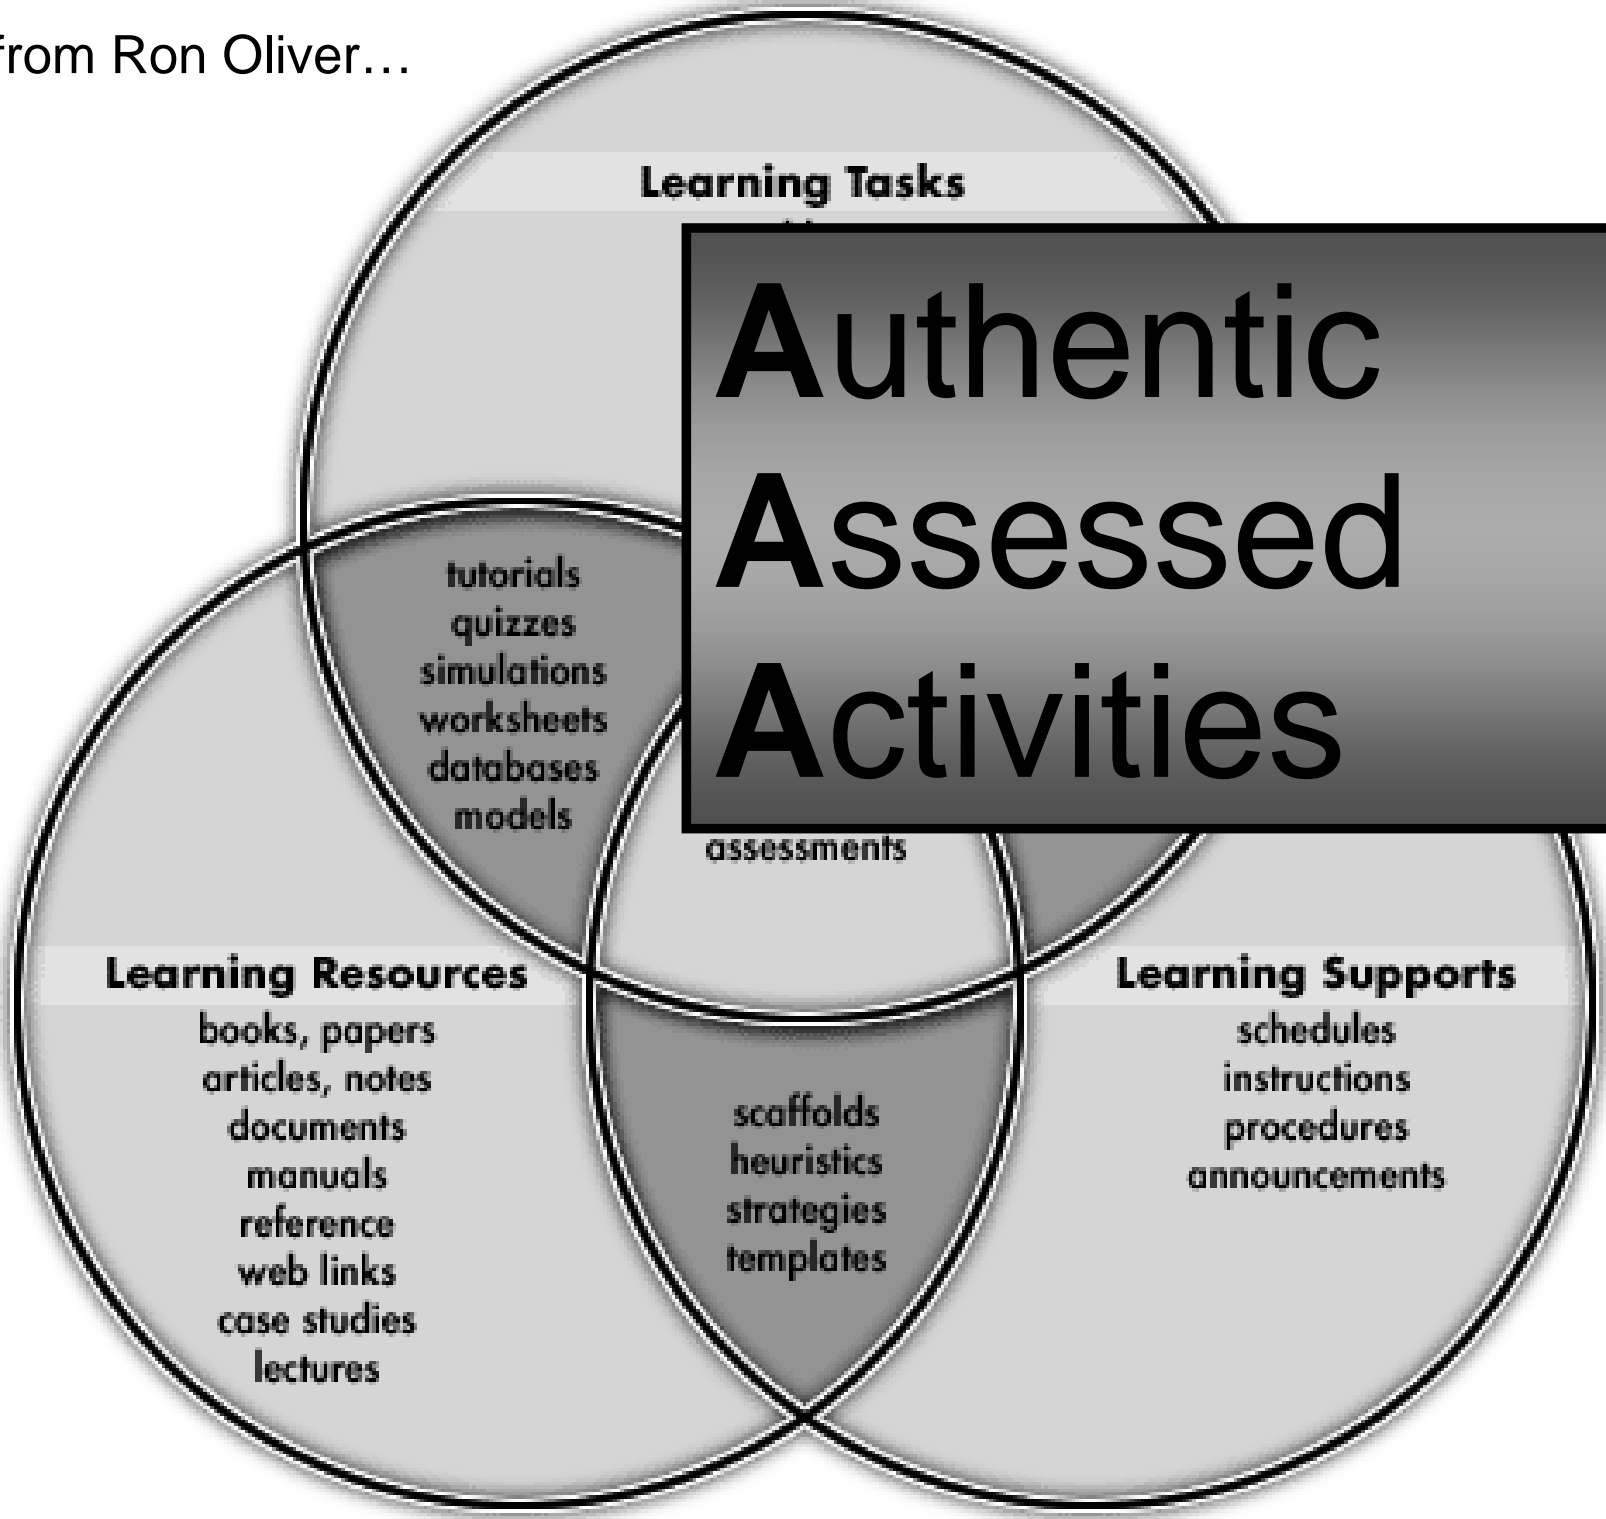 from Ron Oliver…
Learning Tasks
Authentic
Assessed
Activities
tutorials
quizzes
simulations
worksheets
databases
models
assessments
Learning Resources
books, papers
articles, notes
documents
manuals
reference
web links
case studies
lectures
scaffolds
heuristics
strategies
templates
Learning Supports
schedules
instructions
procedures
announcements